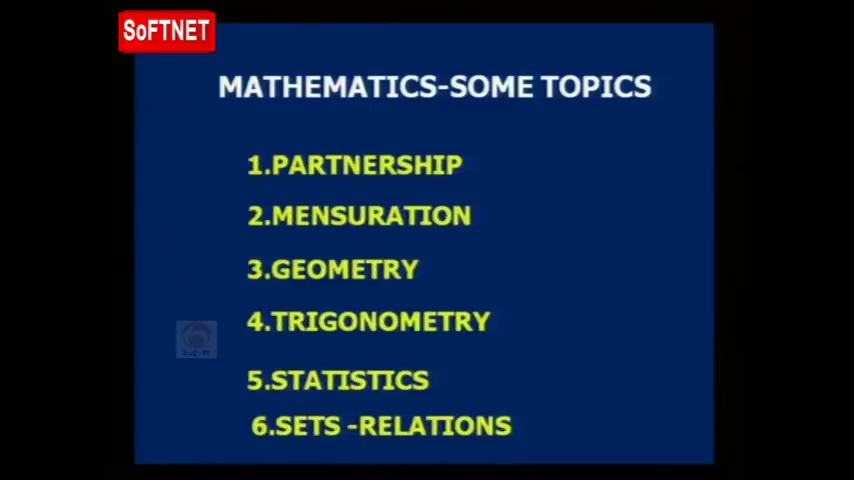 SoFTNET
MATHEMATICS-SOME TOPICS
1.PARTNERSHIP
2.MENSURATION
3.GEOMETRY
4.TRIGONOMETRY
5.STATISTICS
6.SETS -RELATIONS